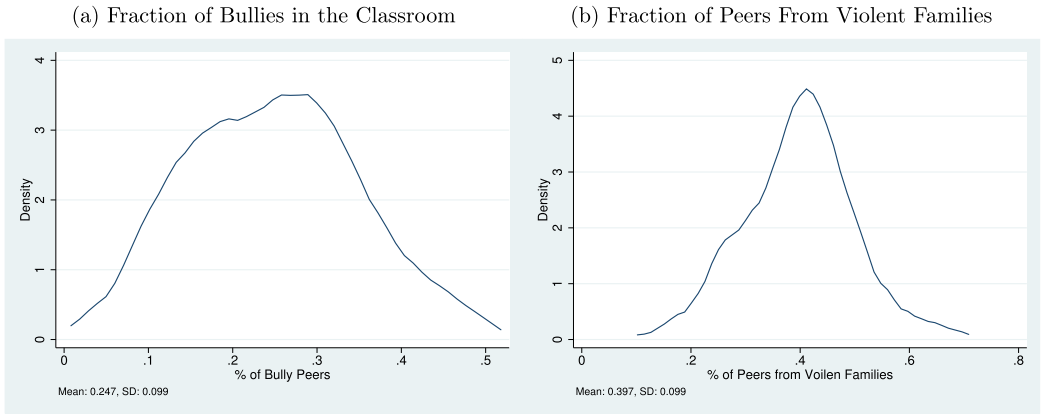 (a) Fraction of Bullies in the Classroom
4
3
2
1
0
Density
0 .1 .2 .3 .4 .5
% of Bully Peers
Mean: 0.247, SD: 0.099
(b) Fraction of Peers From Violent Families
5
4
3
2
1
0
Density
0 .2 .4 .6 .8
% of Peers from Voilen Families
Mean: 0.397, SD: 0.099